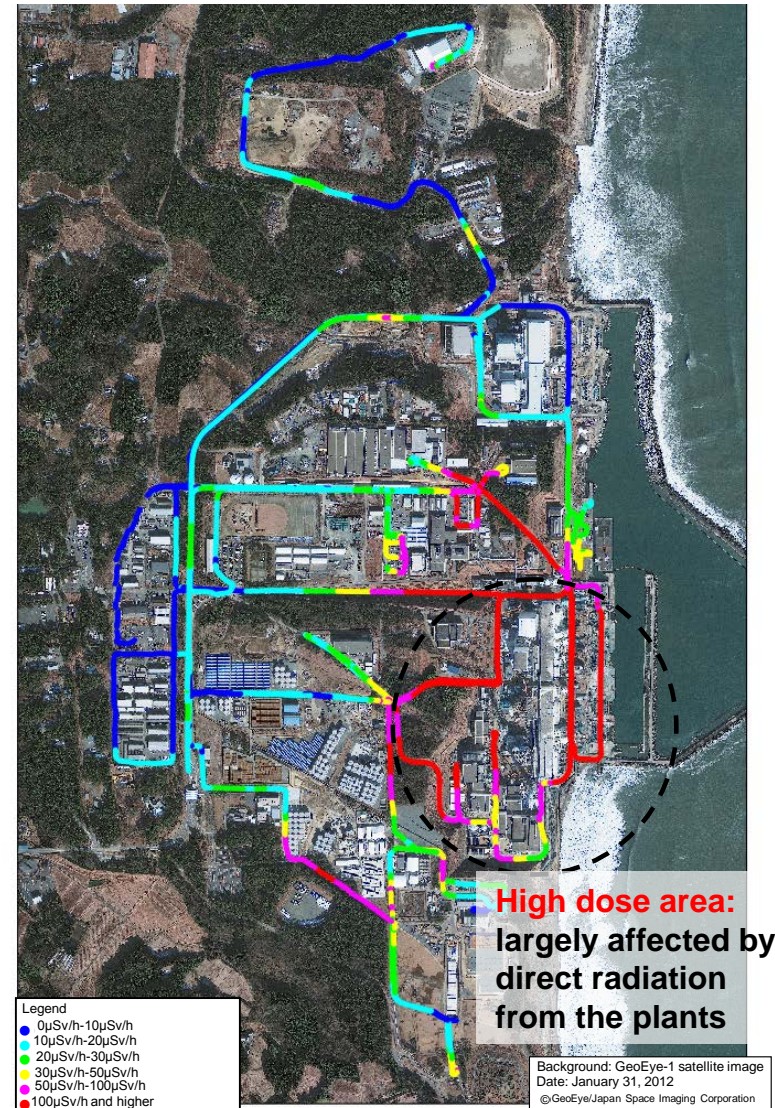 High dose area:
largely affected by
direct radiation
from the plants
Legend
0μSv/h-10μSv/h
10μSv/h-20μSv/h
20μSv/h-30μSv/h
30μSv/h-50μSv/h
50μSv/h-100μSv/h
100μSv/h and higher
Background: GeoEye-1 satellite image
Date: January 31, 2012
©GeoEye/Japan Space Imaging Corporation